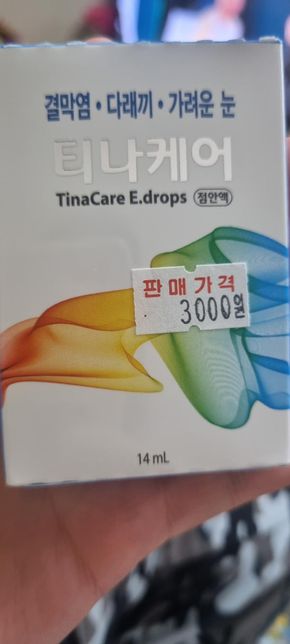 결막염 · 다래끼 · 가려운 눈
티나케어
TinaCare E.drops 점안액
판매가격
3000원
14 mL